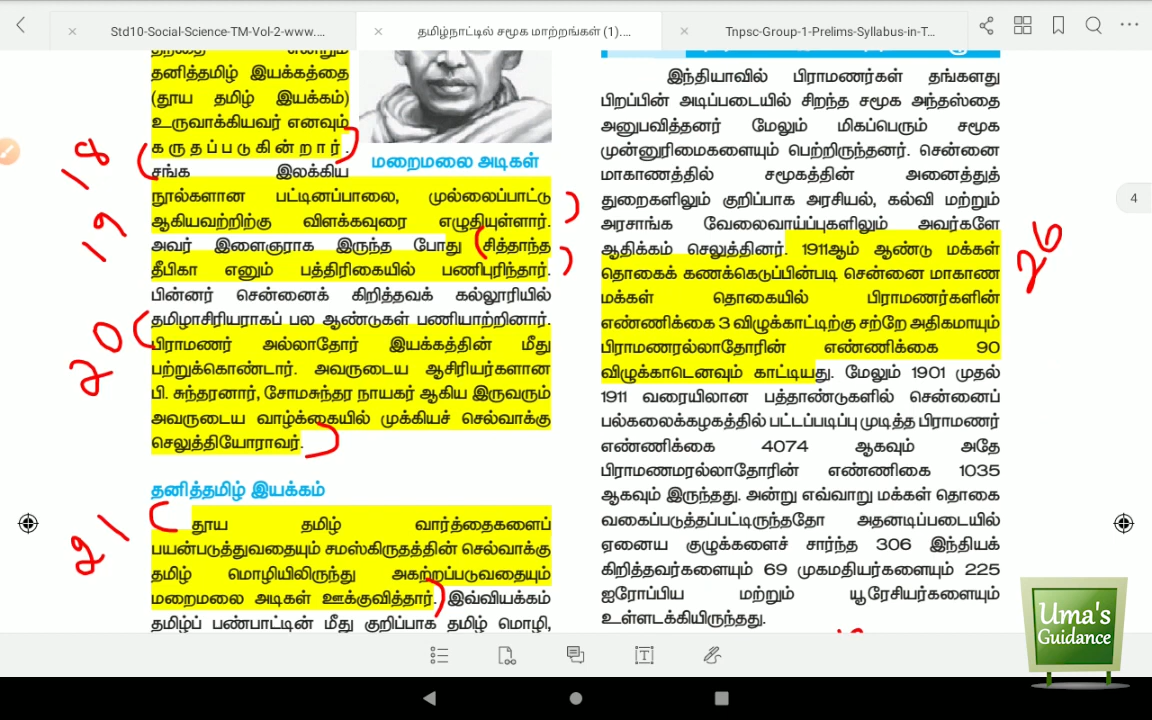 Std10-Social-Science-TM-Vol-2-www....
தமிழ்நாட்டில் சமூக மாற்றங்கள் (1)....
Tnpsc-Group-1-Prelims-Syllabus-in-T...
தனித்தமிழ் இயக்கத்தை
(தூய தமிழ் இயக்கம்)
உருவாக்கியவர் எனவும்
கருதப்படுகின்றார்.
சங்க இலக்கிய
மறைமலை அடிகள்
நூல்களான பட்டினப்பாலை, முல்லைப்பாட்டு
ஆகியவற்றிற்கு விளக்கவுரை எழுதியுள்ளார்.
அவர் இளைஞராக இருந்த போது சித்தாந்த
தீபிகா எனும் பத்திரிகையில் பணிபுரிந்தார்.
பின்னர் சென்னைக் கிறித்தவக் கல்லூரியில்
தமிழாசிரியராகப் பல ஆண்டுகள் பணியாற்றினார்.
பிராமணர் அல்லாதோர் இயக்கத்தின் மீது
பற்றுக்கொண்டார். அவருடைய ஆசிரியர்களான
பி. சுந்தரனார், சோமசுந்தர நாயகர் ஆகிய இருவரும்
அவருடைய வாழ்க்கையில் முக்கியச் செல்வாக்கு
செலுத்தியோராவர்.
தனித்தமிழ் இயக்கம்
தூய தமிழ் வார்த்தைகளைப்
பயன்படுத்துவதையும் சமஸ்கிருதத்தின் செல்வாக்கு
தமிழ் மொழியிலிருந்து அகற்றப்படுவதையும்
மறைமலை அடிகள் ஊக்குவித்தார். இவ்வியக்கம்
தமிழ்ப் பண்பாட்டின் மீது குறிப்பாக தமிழ் மொழி,
18
19
20
21
இந்தியாவில் பிராமணர்கள் தங்களது
பிறப்பின் அடிப்படையில் சிறந்த சமூக அந்தஸ்தை
அனுபவித்தனர் மேலும் மிகப்பெரும் சமூக
முன்னுரிமைகளையும் பெற்றிருந்தனர். சென்னை
மாகாணத்தில் சமூகத்தின் அனைத்துத்
துறைகளிலும் குறிப்பாக அரசியல், கல்வி மற்றும்
அரசாங்க வேலைவாய்ப்புகளிலும் அவர்களே
ஆதிக்கம் செலுத்தினர். 1911ஆம் ஆண்டு மக்கள்
தொகைக் கணக்கெடுப்பின்படி சென்னை மாகாண
மக்கள் தொகையில் பிராமணர்களின்
எண்ணிக்கை 3 விழுக்காட்டிற்கு சற்றே அதிகமாயும்
பிராமணரல்லாதோரின் எண்ணிக்கை 90
விழுக்காடெனவும் காட்டியது. மேலும் 1901 முதல்
1911 வரையிலான பத்தாண்டுகளில் சென்னைப்
பல்கலைக்கழகத்தில் பட்டப்படிப்பு முடித்த பிராமணர்
எண்ணிக்கை 4074 ஆகவும் அதே
பிராமணமரல்லாதோரின் எண்ணிகை 1035
ஆகவும் இருந்தது. அன்று எவ்வாறு மக்கள் தொகை
வகைப்படுத்தப்பட்டிருந்ததோ அதனடிப்படையில்
ஏனைய குழுக்களைச் சார்ந்த 306 இந்தியக்
கிறித்தவர்களையும் 69 முகமதியர்களையும் 225
ஐரோப்பிய மற்றும் யூரேசியர்களையும்
உள்ளடக்கியிருந்தது.
26
4
Uma's
Guidance